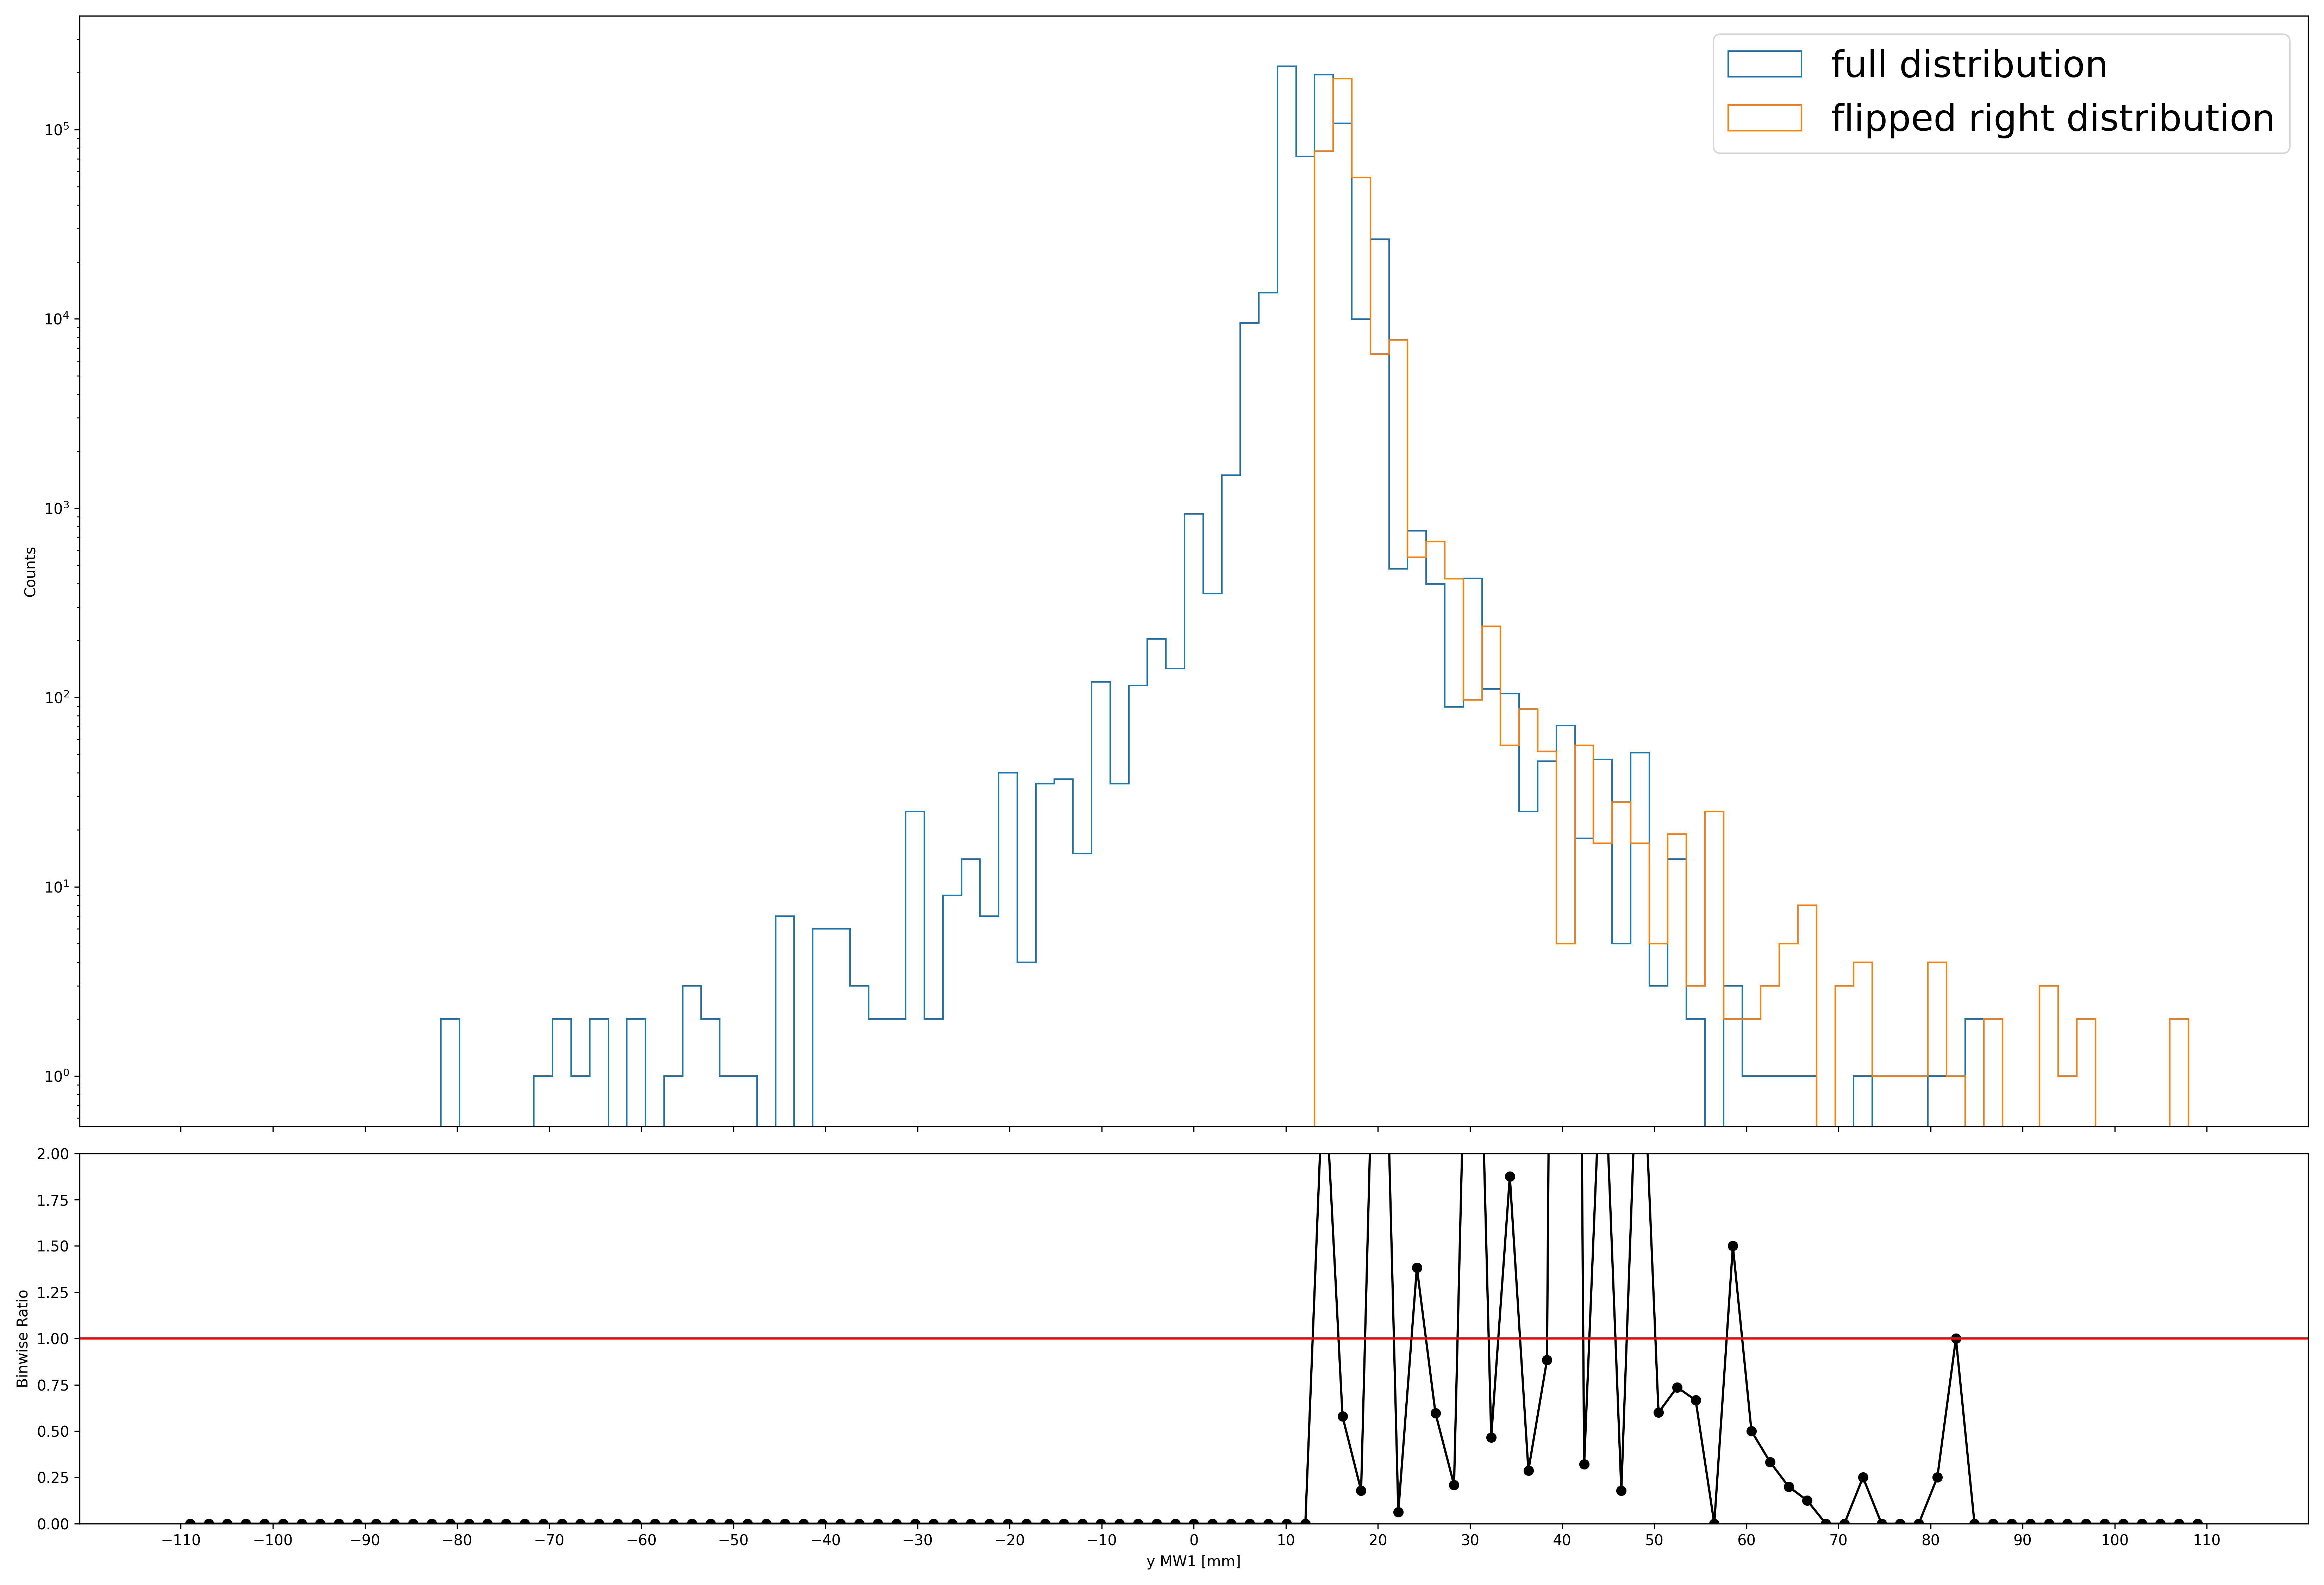 full distribution
flipped right distribution
10⁵
10⁴
10³
10²
10¹
10⁰
Counts
2.00
1.75
1.50
1.25
1.00
0.75
0.50
0.25
0.00
Binwise Ratio
−110 −100 −90 −80 −70 −60 −50 −40 −30 −20 −10 0 10 20 30 40 50 60 70 80 90 100 110
y MW1 [mm]